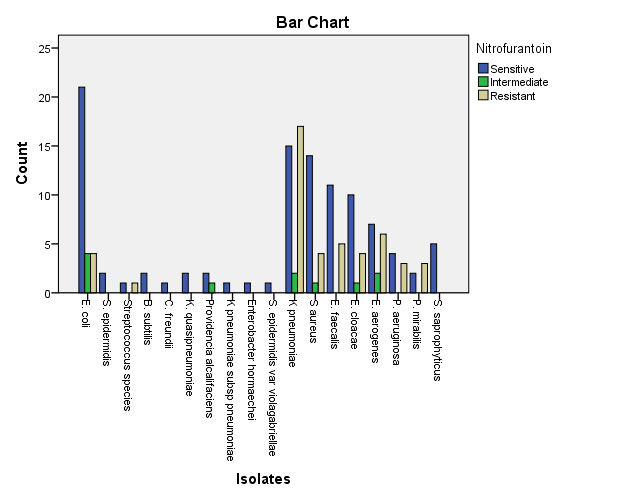 Bar Chart
Nitrofurantoin
Sensitive
Intermediate
Resistant
Count
25
20
15
10
5
0
E. coli
S. epidermidis
Streptococcus species
B. subtilis
C. freundii
K. quasipneumoniae
Providencia alcalifaciens
K pneumoniae subsp pneumoniae
Enterobacter hormaechei
S. epidermidis var violagabriellae
K pneumoniae
S aureus
E. faecalis
E. cloacae
E. aerogenes
P. aeruginosa
P. mirabilis
S. saprophyticus
Isolates